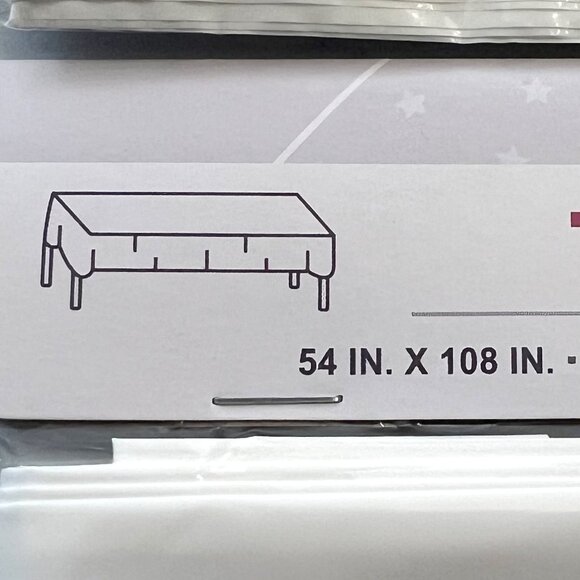 54 IN. X 108 IN. ·